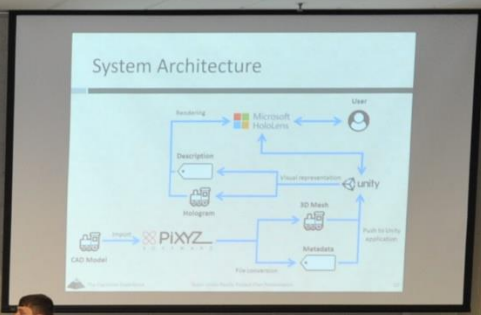 System Architecture
User
Rendering
Microsoft
HoloLens
Description
Visual representation
unity
Hologram
3D Mesh
Import
PiXYZ
SOFTWARE
Push to Unity
application
CAD Model
Metadata
File conversion